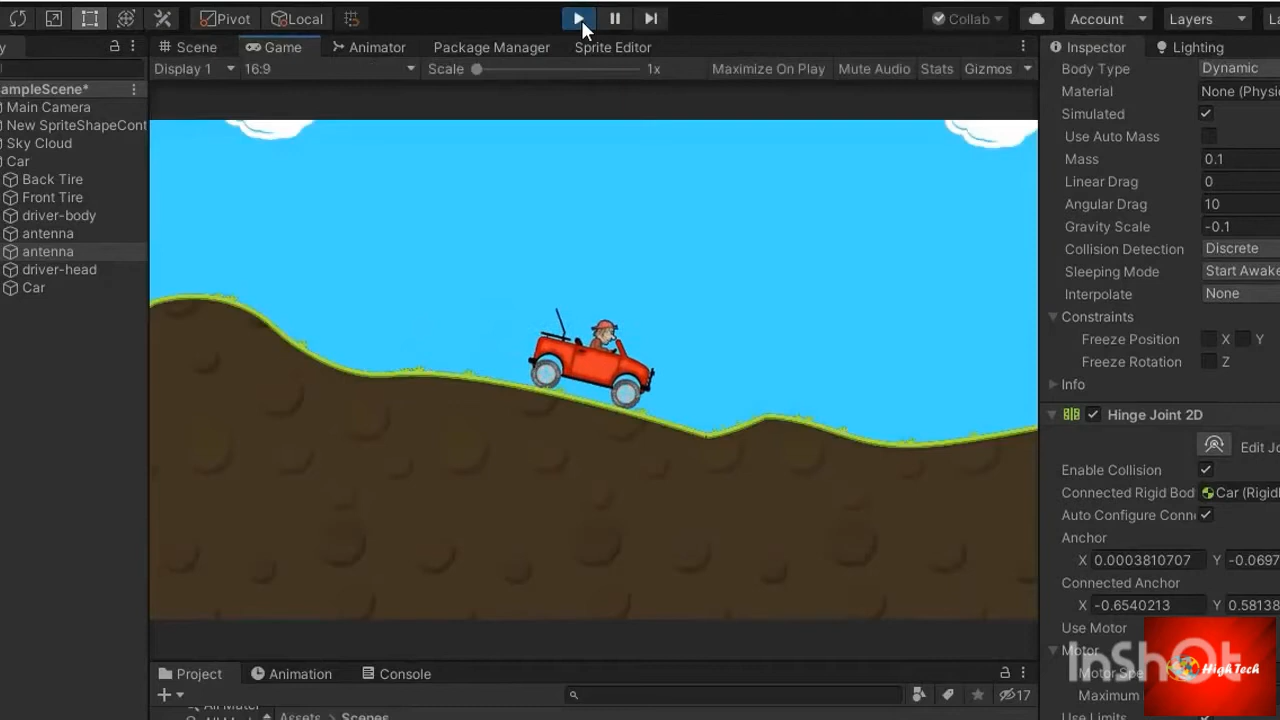 Pivot Local Collab Account Layers
y Scene Game Animator Package Manager Sprite Editor Inspector Lighting
Display 1 16:9 Scale 1x Maximize On Play Mute Audio Stats Gizmos
Body Type Dynamic
ampleScene* Material None (Physi
Main Camera Simulated
New SpriteShapeCont Use Auto Mass
Sky Cloud Mass 0.1
Car Linear Drag 0
Back Tire Angular Drag 10
Front Tire Gravity Scale -0.1
driver-body Collision Detection Discrete
antenna Sleeping Mode Start Awake
antenna Interpolate None
driver-head Constraints
Car Freeze Position X Y
Freeze Rotation Z
Info
Hinge Joint 2D
Edit Jo
Enable Collision
Connected Rigid Bod Car (Rigid
Auto Configure Conn
Anchor
X 0.0003810707 Y -0.0697
Connected Anchor
X -0.6540213 Y 0.58138
Use Motor
Motor
InShOt
HighTech
Project Animation Console Motor Spe
17 Maximum
Assets Scenes Use Limits